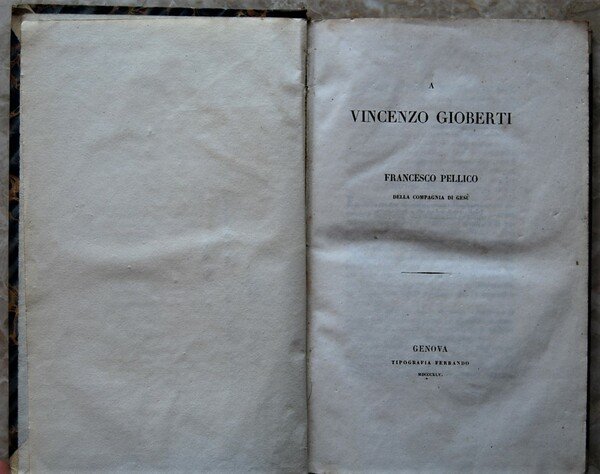 A
VINCENZO GIOBERTI
FRANCESCO PELLICO
DELLA COMPAGNIA DI GESÙ
GENOVA
TIPOGRAFIA FERRANDO
MDCCCXLV.